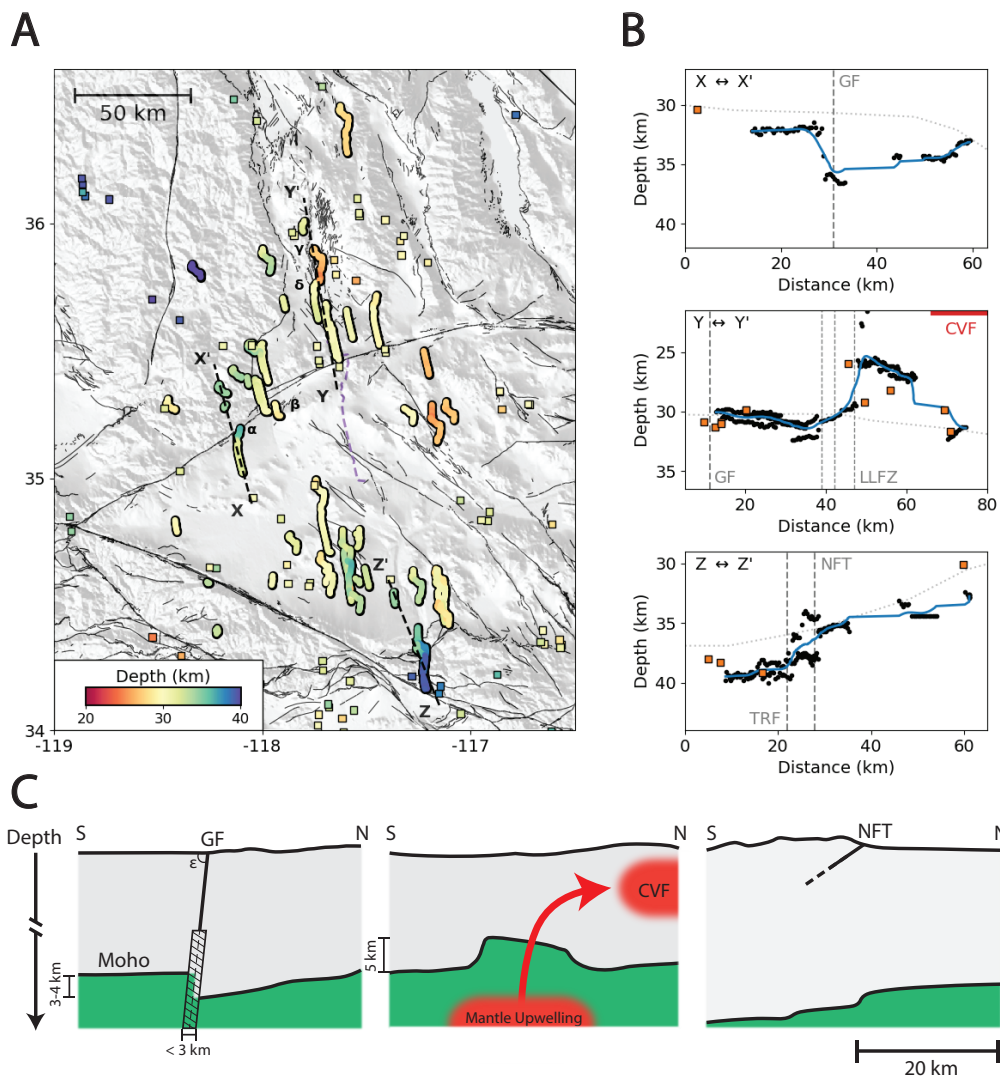 A
50 km
36
35
34
-119
-118
-117
Y'
γ
δ
X'
β
Y
α
X
Z'
Z
Depth (km)
20
30
40
B
X ↔ X'
GF
30
35
40
Depth (km)
0
20
40
60
Distance (km)
Y ↔ Y'
CVF
25
30
35
Depth (km)
GF
LLFZ
20
40
60
80
Distance (km)
Z ↔ Z'
NFT
30
35
40
Depth (km)
TRF
0
20
40
60
Distance (km)
C
Depth
S
GF
N
ε
Moho
3-4 km
< 3 km
S
N
CVF
5 km
Mantle Upwelling
S
NFT
N
20 km